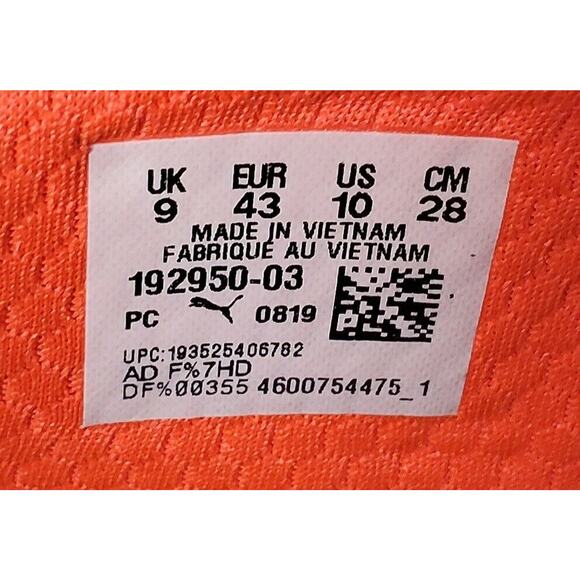 UK EUR US CM
9 43 10 28
MADE IN VIETNAM
FABRIQUE AU VIETNAM
192950-03
PC 0819
UPC:193525406782
AD F%7HD
DF%00355 4600754475_1